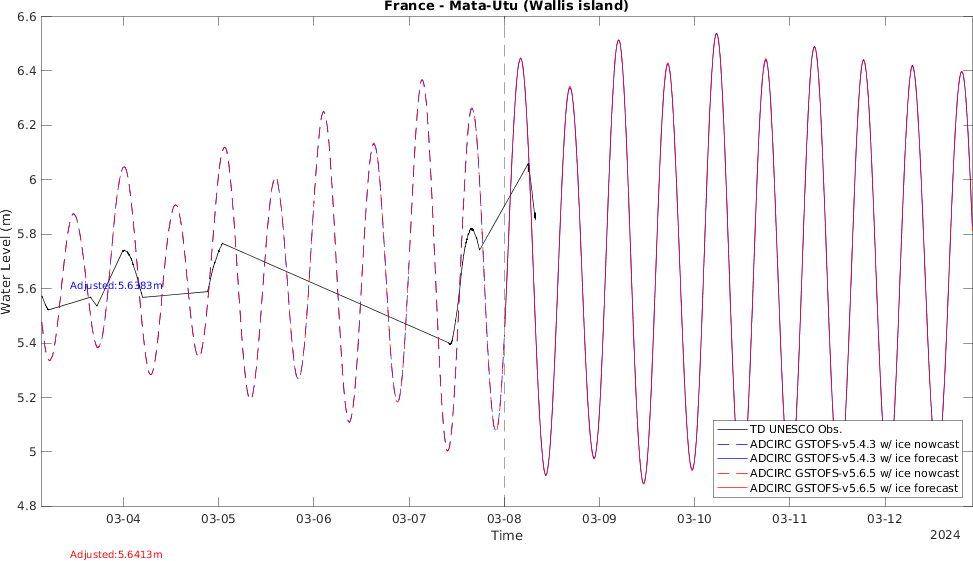 France - Mata-Utu (Wallis island)
6.6
6.4
6.2
6
5.8
5.6
5.4
5.2
5
4.8
Water Level (m)
Adjusted:5.6383m
TD UNESCO Obs.
ADCIRC GSTOFS-v5.4.3 w/ ice nowcast
ADCIRC GSTOFS-v5.4.3 w/ ice forecast
ADCIRC GSTOFS-v5.6.5 w/ ice nowcast
ADCIRC GSTOFS-v5.6.5 w/ ice forecast
03-04 03-05 03-06 03-07 03-08 03-09 03-10 03-11 03-12
Time
2024
Adjusted:5.6413m